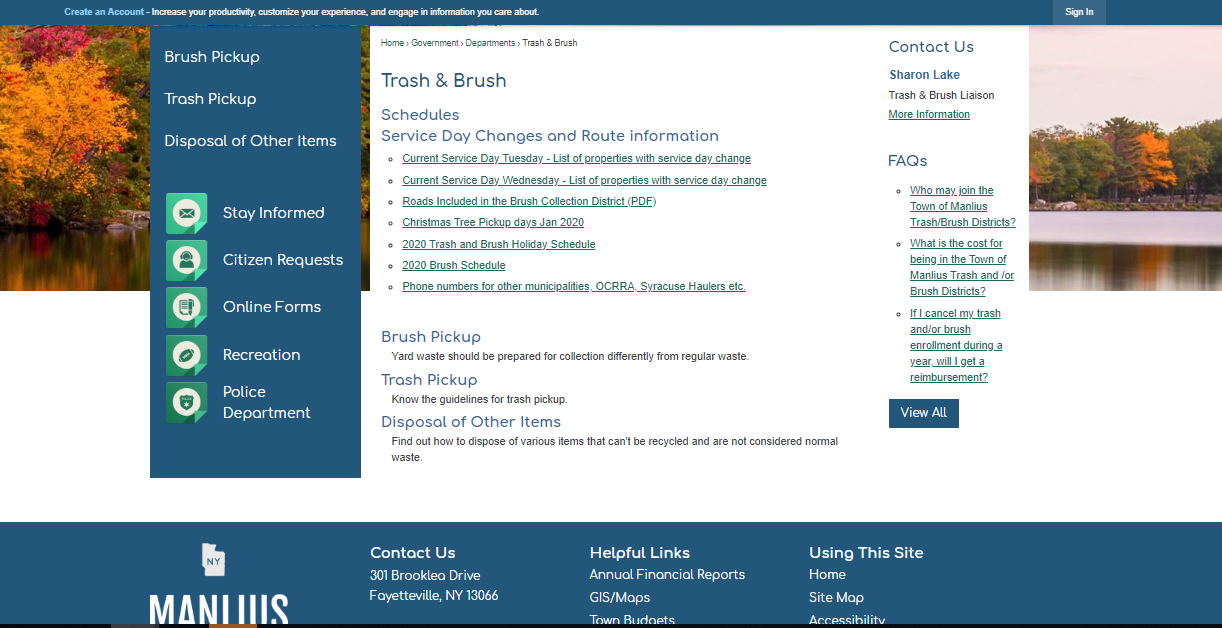 Create an Account - Increase your productivity, customize your experience, and engage in information you care about.
Sign In
Brush Pickup
Trash Pickup
Disposal of Other Items
Stay Informed
Citizen Requests
Online Forms
Recreation
Police
Department
Home › Government › Departments › Trash & Brush
Trash & Brush
Schedules
Service Day Changes and Route information
Current Service Day Tuesday - List of properties with service day change
Current Service Day Wednesday - List of properties with service day change
Roads Included in the Brush Collection District (PDF)
Christmas Tree Pickup days Jan 2020
2020 Trash and Brush Holiday Schedule
2020 Brush Schedule
Phone numbers for other municipalities, OCRRA, Syracuse Haulers etc.
Brush Pickup
Yard waste should be prepared for collection differently from regular waste.
Trash Pickup
Know the guidelines for trash pickup.
Disposal of Other Items
Find out how to dispose of various items that can't be recycled and are not considered normal
waste.
Contact Us
Sharon Lake
Trash & Brush Liaison
More Information
FAQs
Who may join the
Town of Manlius
Trash/Brush Districts?
What is the cost for
being in the Town of
Manlius Trash and /or
Brush Districts?
If I cancel my trash
and/or brush
enrollment during a
year, will I get a
reimbursement?
View All
NY
MANLIUS
Contact Us
301 Brooklea Drive
Fayetteville, NY 13066
Helpful Links
Annual Financial Reports
GIS/Maps
Town Budgets
Using This Site
Home
Site Map
Accessibility